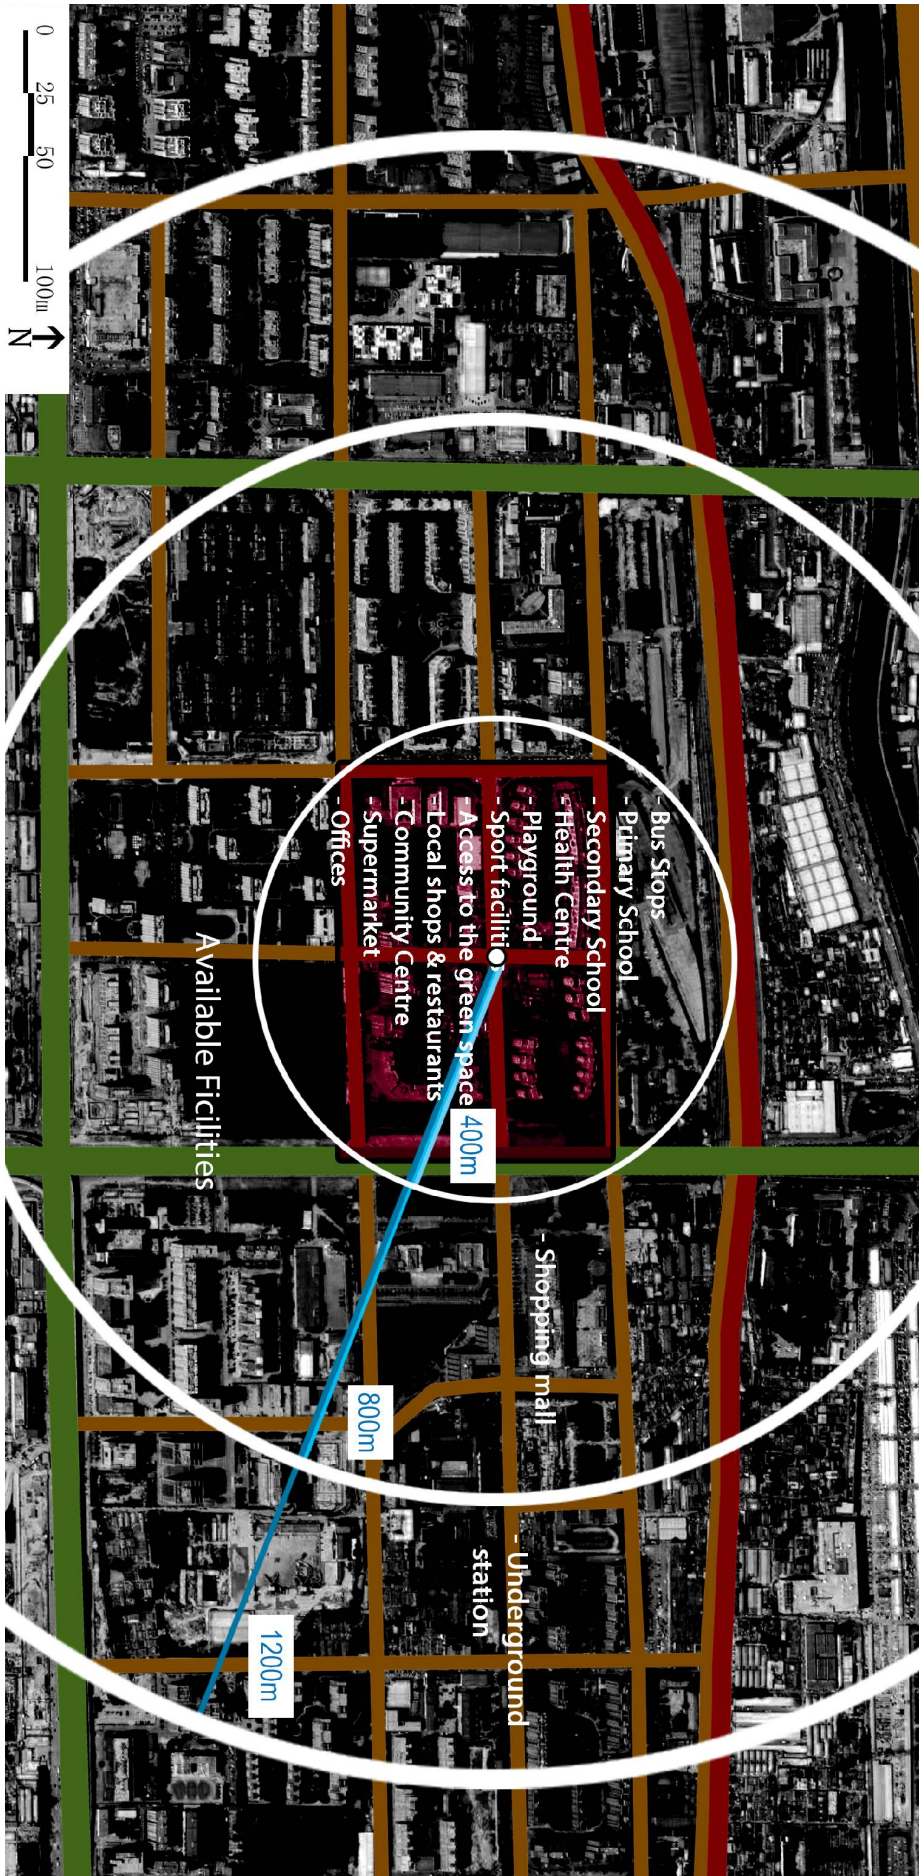 - Bus Stops
- Primary School
- Secondary School
- Health Centre
- Playground
- Sport faciliti
- Access to the green space
- Local shops & restaurants
- Community Centre
- Supermarket
- Offices
Available Ficilities
- Shopping mall
- Underground
station
400m
800m
1200m
0 25 50 100m
N